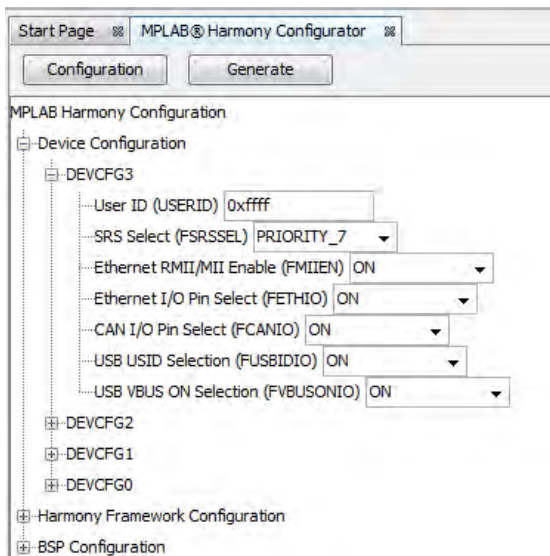 Start Page MPLAB® Harmony Configurator
Configuration Generate
MPLAB Harmony Configuration
Device Configuration
DEVCFG3
User ID (USERID) 0xffff
SRS Select (FSRSSEL) PRIORITY_7
Ethernet RMII/MII Enable (FMIIEN) ON
Ethernet I/O Pin Select (FETHIO) ON
CAN I/O Pin Select (FCANIO) ON
USB USID Selection (FUSBIDIO) ON
USB VBUS ON Selection (FVBUSONIO) ON
DEVCFG2
DEVCFG1
DEVCFG0
Harmony Framework Configuration
BSP Configuration